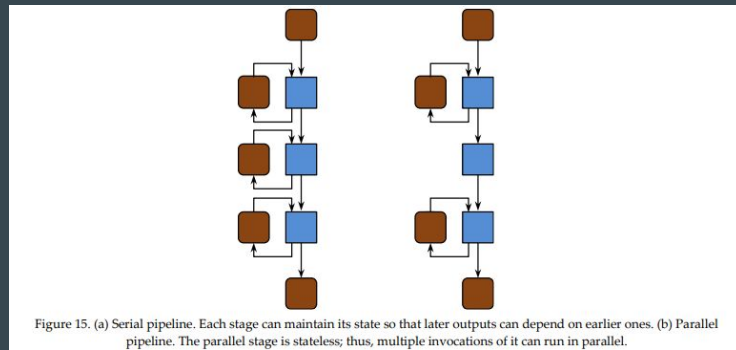 Figure 15. (a) Serial pipeline. Each stage can maintain its state so that later outputs can depend on earlier ones. (b) Parallel
pipeline. The parallel stage is stateless; thus, multiple invocations of it can run in parallel.